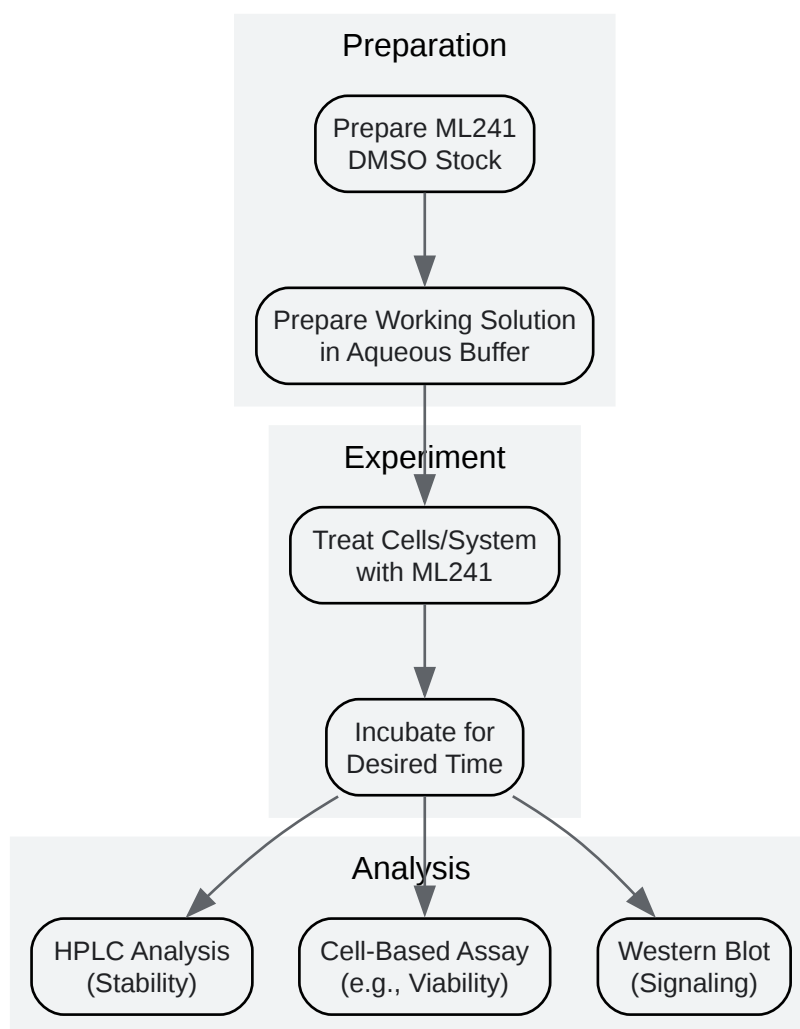 Preparation
Prepare ML241
DMSO Stock
Prepare Working Solution
in Aqueous Buffer
Experiment
Treat Cells/System
with ML241
Incubate for
Desired Time
Analysis
HPLC Analysis
(Stability)
Cell-Based Assay
(e.g., Viability)
Western Blot
(Signaling)